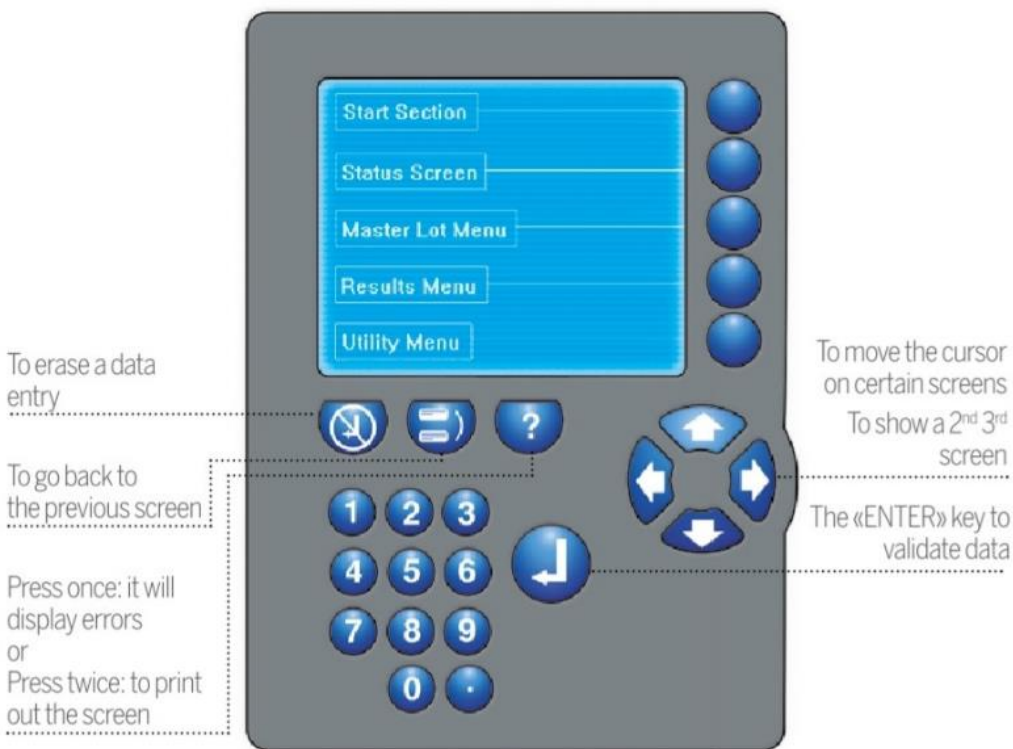 Start Section
Status Screen
Master Lot Menu
Results Menu
Utility Menu
To erase a data
entry
To go back to
the previous screen
Press once: it will
display errors
or
Press twice: to print
out the screen
?
1 2 3
4 5 6
7 8 9
0 .
To move the cursor
on certain screens
To show a 2nd 3rd
screen
The «ENTER» key to
validate data